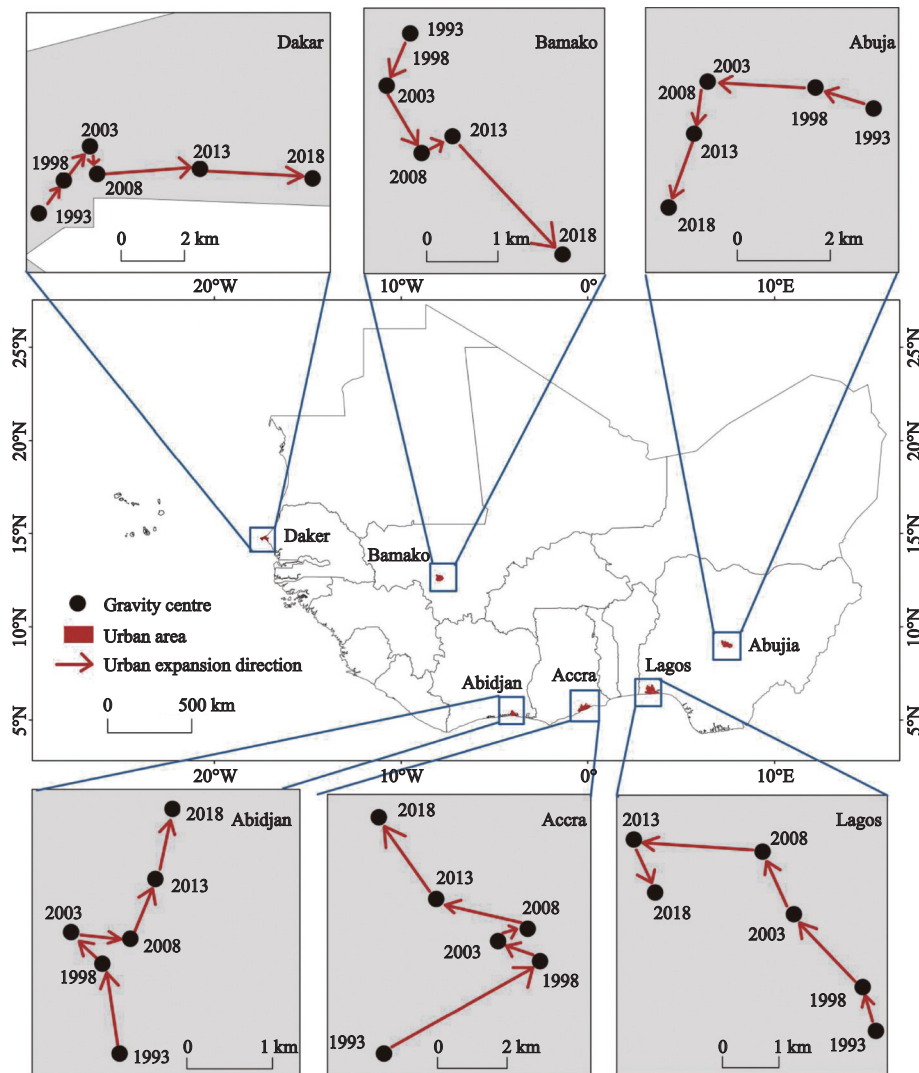 Dakar
2003
1998
2013
2018
2008
1993
0 2 km
Bamako
1993
1998
2003
2013
2008
2018
0 1 km
Abuja
2003
2008
1998
1993
2013
2018
0 2 km
20°W 10°W 0° 10°E
25°N 25°N
20°N 20°N
15°N 15°N
10°N 10°N
5°N 5°N
Daker
Bamako
Abujia
Lagos
Accra
Abidjan
Gravity centre
Urban area
Urban expansion direction
0 500 km
20°W 10°W 0° 10°E
Abidjan
2018
2013
2003
2008
1998
1993
0 1 km
Accra
2018
2013
2008
2003
1998
1993
0 2 km
Lagos
2013
2008
2018
2003
1998
1993
0 1 km